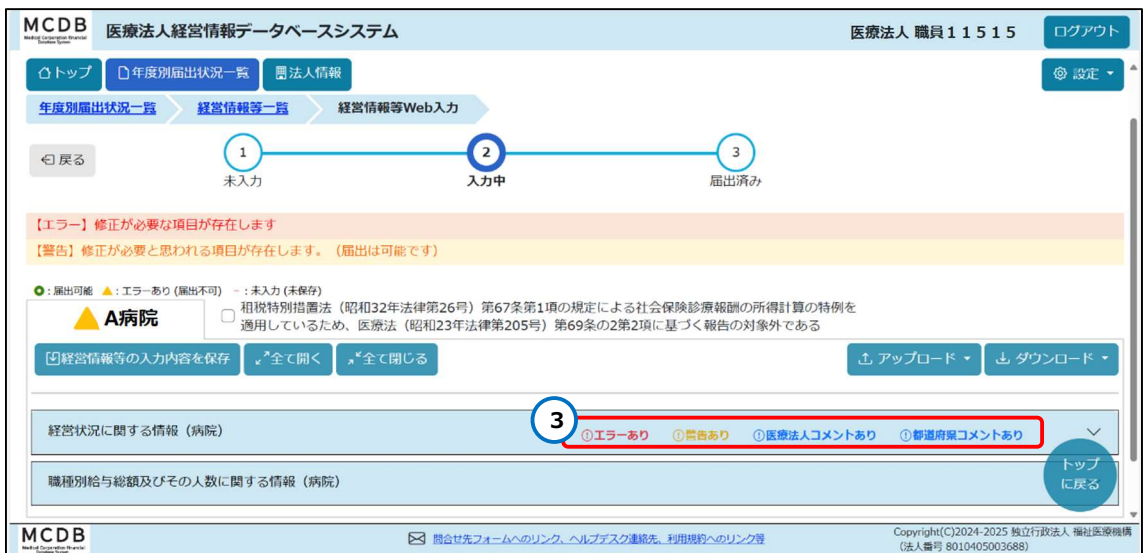 MCDB 医療法人経営情報データベースシステム 医療法人 職員11515 ログアウト
Medical Corporation Financial
DataBase System
トップ 年度別届出状況一覧 法人情報 設定
年度別届出状況一覧 経営情報等一覧 経営情報等Web入力
戻る
1 2 3
未入力 入力中 届出済み
【エラー】修正が必要な項目が存在します
【警告】修正が必要と思われる項目が存在します。（届出は可能です）
：届出可能 ：エラーあり (届出不可) －：未入力 (未保存)
A病院
租税特別措置法（昭和32年法律第26号）第67条第1項の規定による社会保険診療報酬の所得計算の特例を
適用しているため、医療法（昭和23年法律第205号）第69条の2第2項に基づく報告の対象外である
経営情報等の入力内容を保存 全て開く 全て閉じる アップロード ダウンロード
3
経営状況に関する情報（病院） エラーあり 警告あり 医療法人コメントあり 都道府県コメントあり
職種別給与総額及びその人数に関する情報（病院）
トップ
に戻る
MCDB
Medical Corporation Financial
DataBase System
問合せ先フォームへのリンク、ヘルプデスク連絡先、利用規約へのリンク等
Copyright(C)2024-2025 独立行政法人 福祉医療機構
(法人番号 8010405003688)